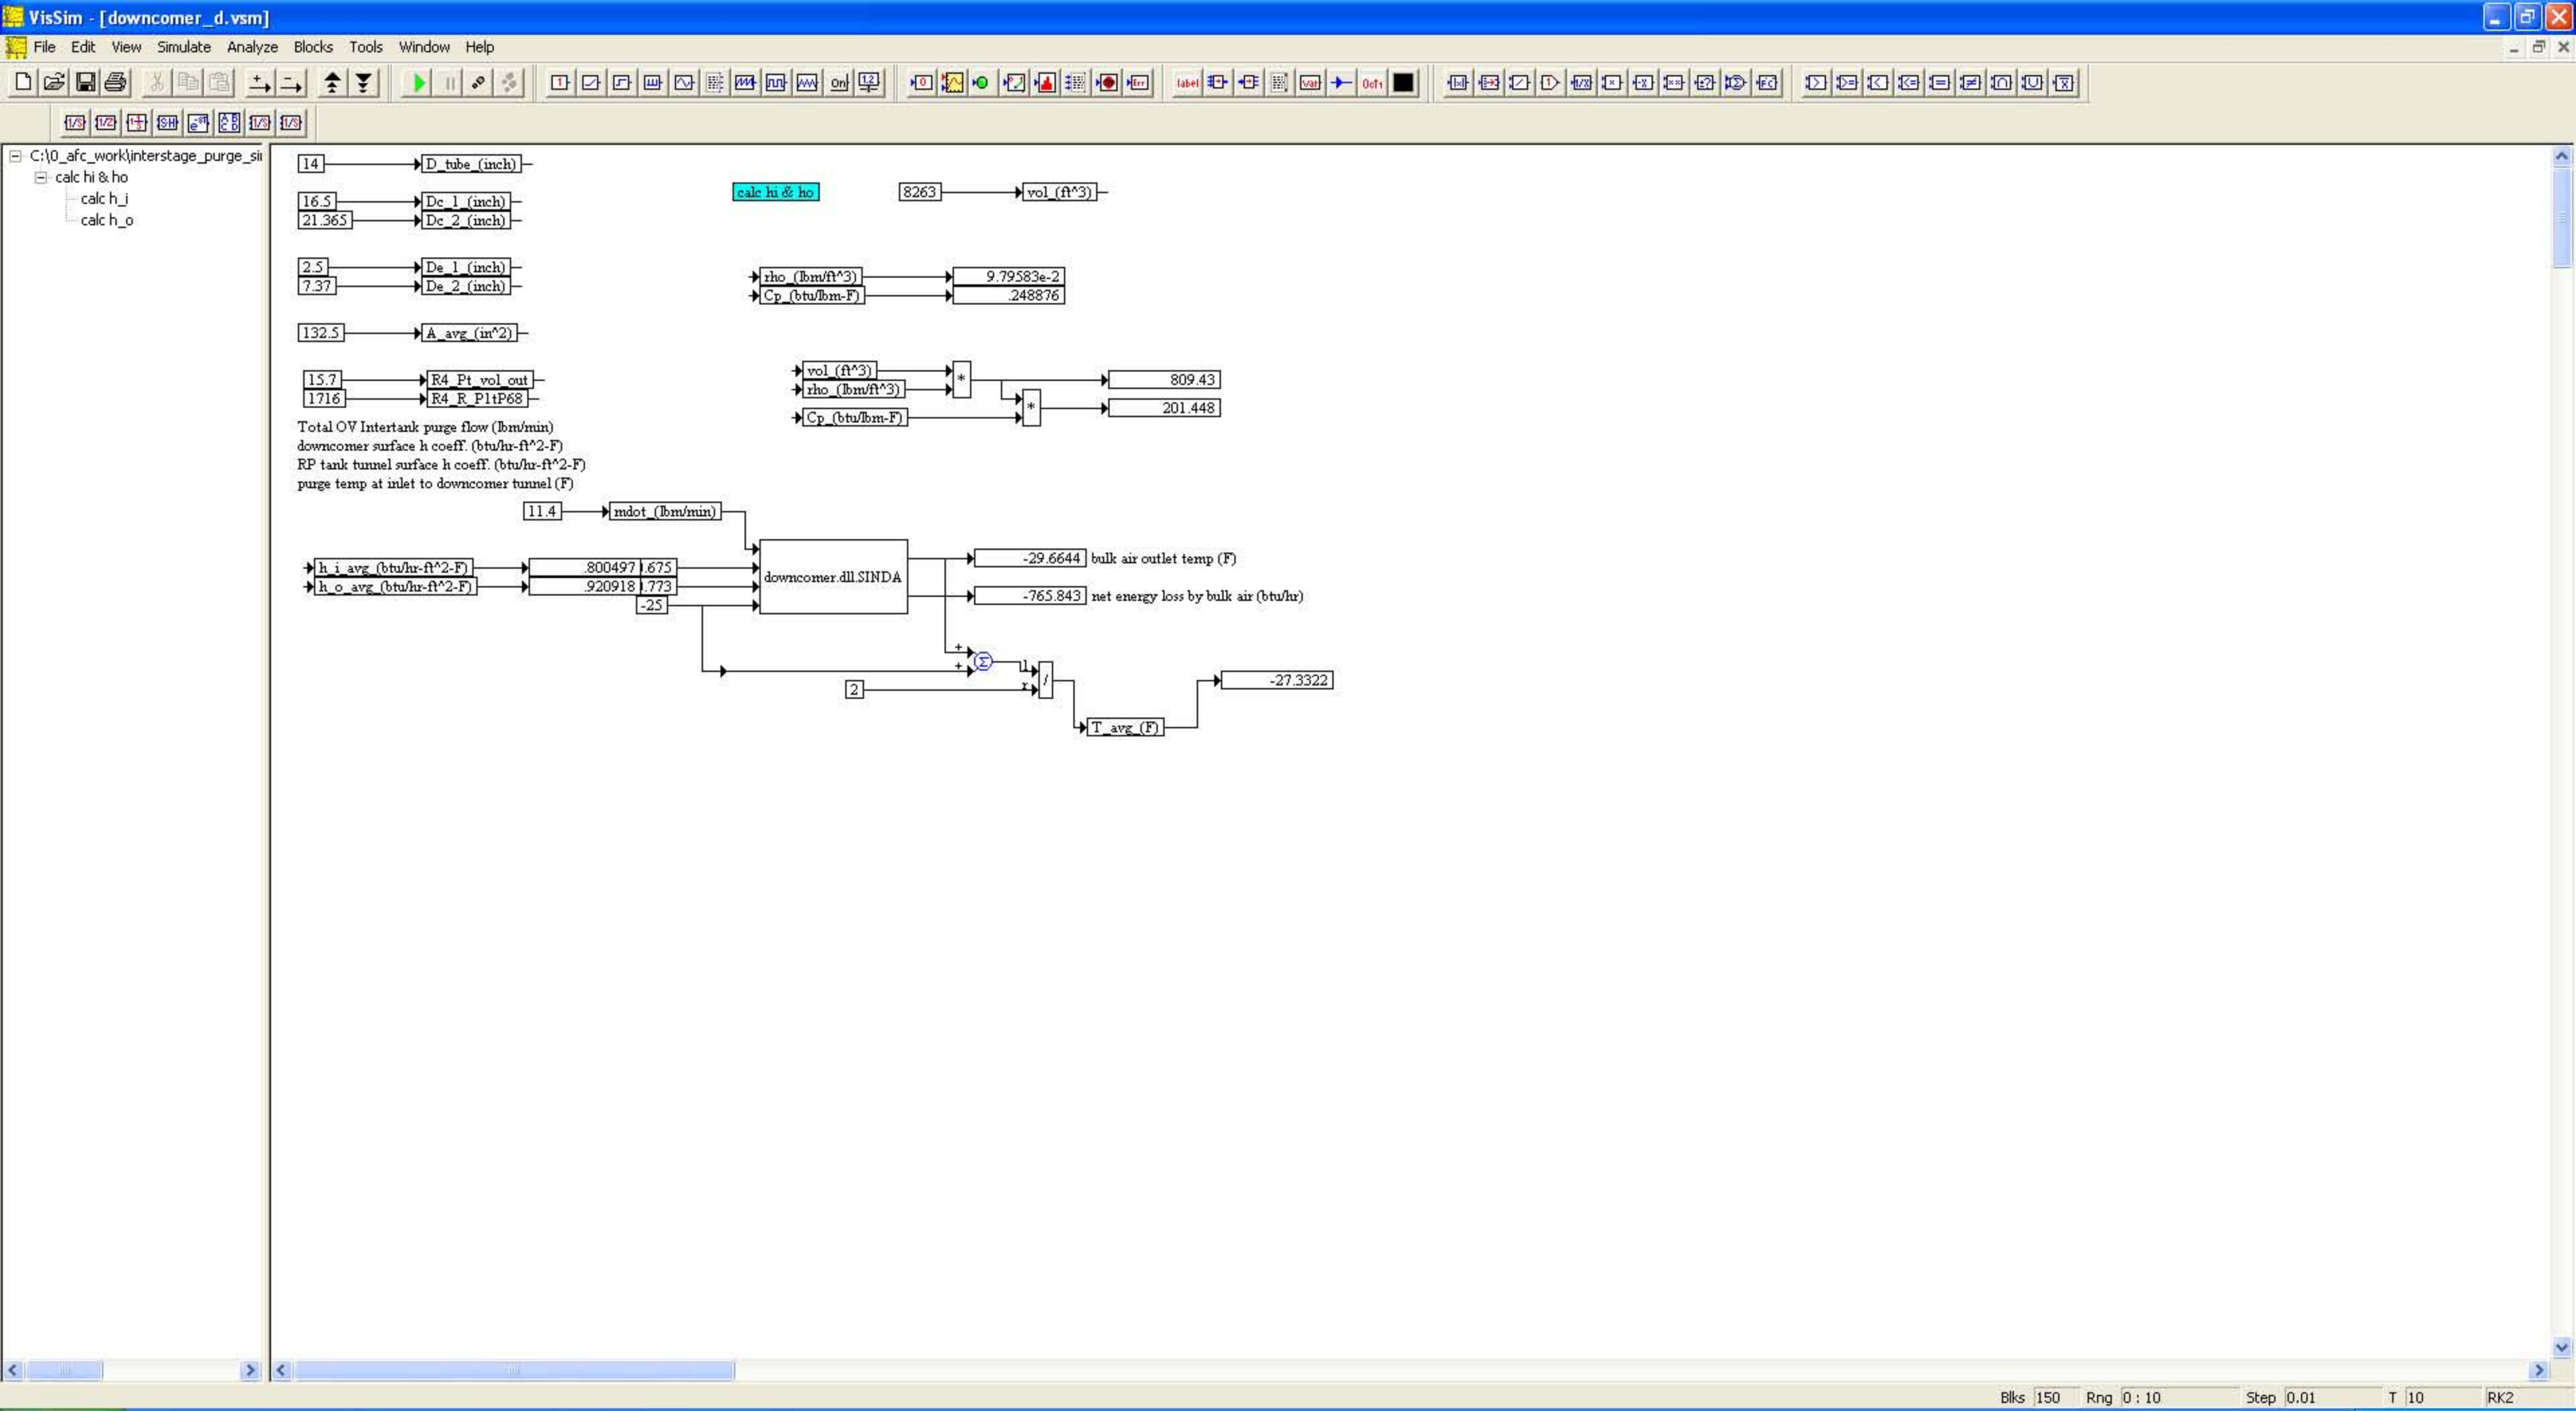 VisSim - [downcomer_d.vsm]
File Edit View Simulate Analyze Blocks Tools Window Help
C:\0_afc_work\interstage_purge_si
calc hi & ho
calc h_i
calc h_o
14 D_tube_(inch)
16.5 Dc_1_(inch)
21.365 Dc_2_(inch)
calc hi & ho
8263 vol_(ft^3)
2.5 De_1_(inch)
7.37 De_2_(inch)
rho_(lbm/ft^3) 9.79583e-2
Cp_(btu/lbm-F) .248876
132.5 A_avg_(in^2)
15.7 R4_Pt_vol_out
1716 R4_R_P1tP68
vol_(ft^3)
rho_(lbm/ft^3)
* 809.43
Cp_(btu/lbm-F)
* 201.448
Total OV Intertank purge flow (lbm/min)
downcomer surface h coeff. (btu/hr-ft^2-F)
RP tank tunnel surface h coeff. (btu/hr-ft^2-F)
purge temp at inlet to downcomer tunnel (F)
11.4 mdot_(lbm/min)
h_i_avg_(btu/hr-ft^2-F) .800497 .675
h_o_avg_(btu/hr-ft^2-F) .920918 .773
-25
downcomer.dll.SINDA
-29.6644 bulk air outlet temp (F)
-765.843 net energy loss by bulk air (btu/hr)
+
+
Σ
2
l
r
/
T_avg_(F)
-27.3322
Blks 150 Rng 0 : 10 Step 0.01 T 10 RK2